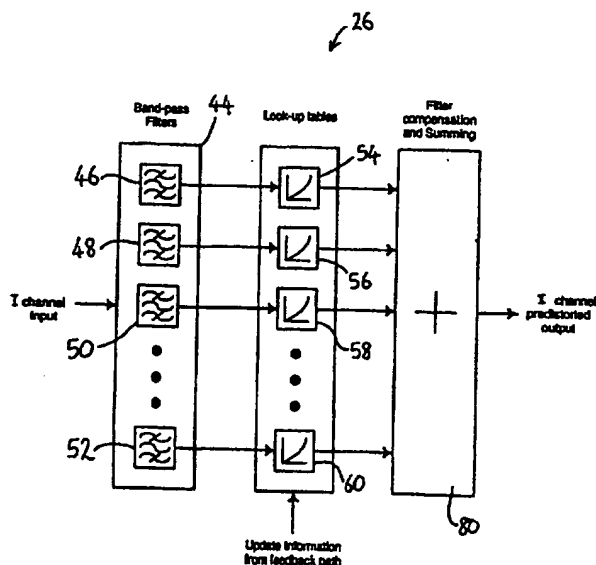 26
Band-pass
Filters
44
Look-up tables
Filter
compensation
and Summing
46
54
48
56
I channel
input
50
58
I channel
predistorted
output
52
60
80
Update information
from feedback path